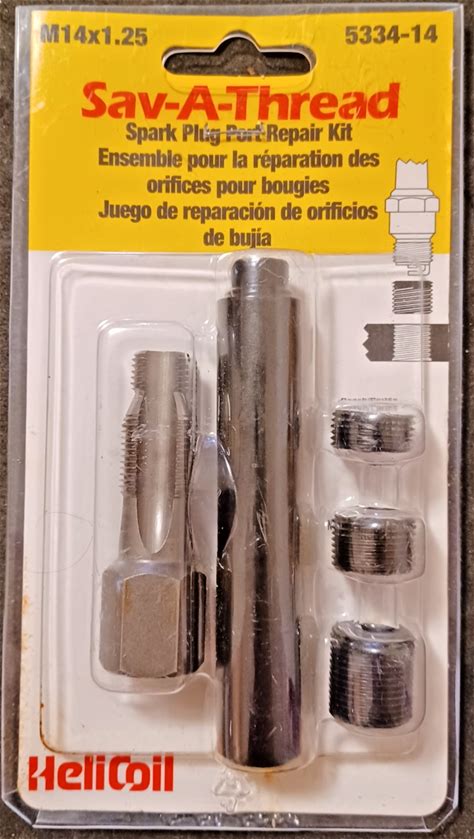 M14x1.25 5334-14
Sav-A-Thread
Spark Plug Port Repair Kit
Ensemble pour la réparation des
orifices pour bougies
Juego de reparación de orificios
de bujía
HeliCoil